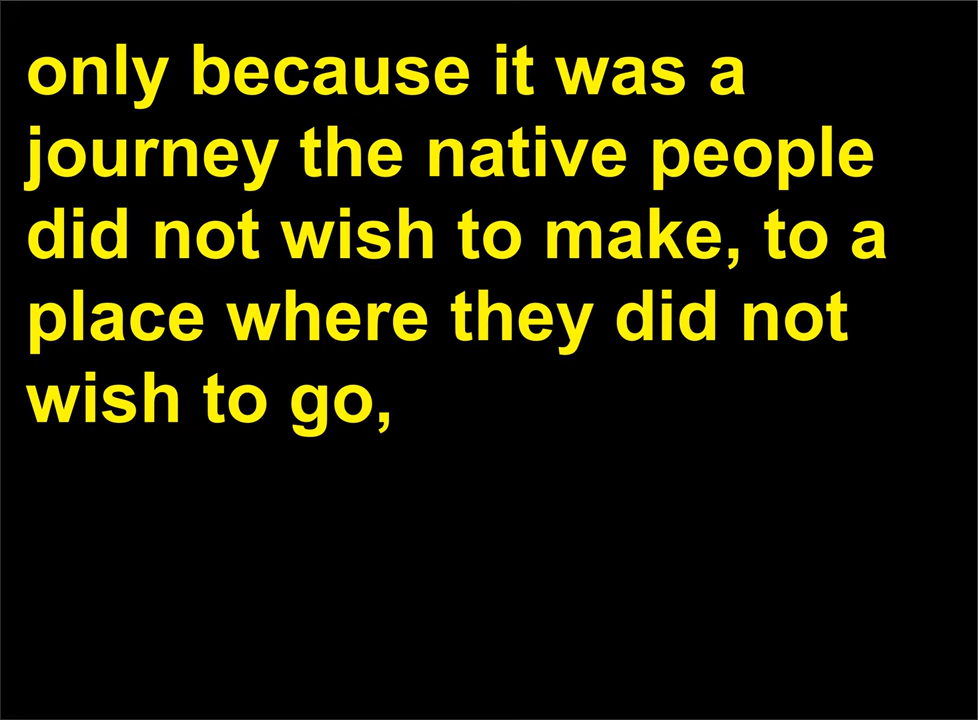 only because it was a
journey the native people
did not wish to make, to a
place where they did not
wish to go,